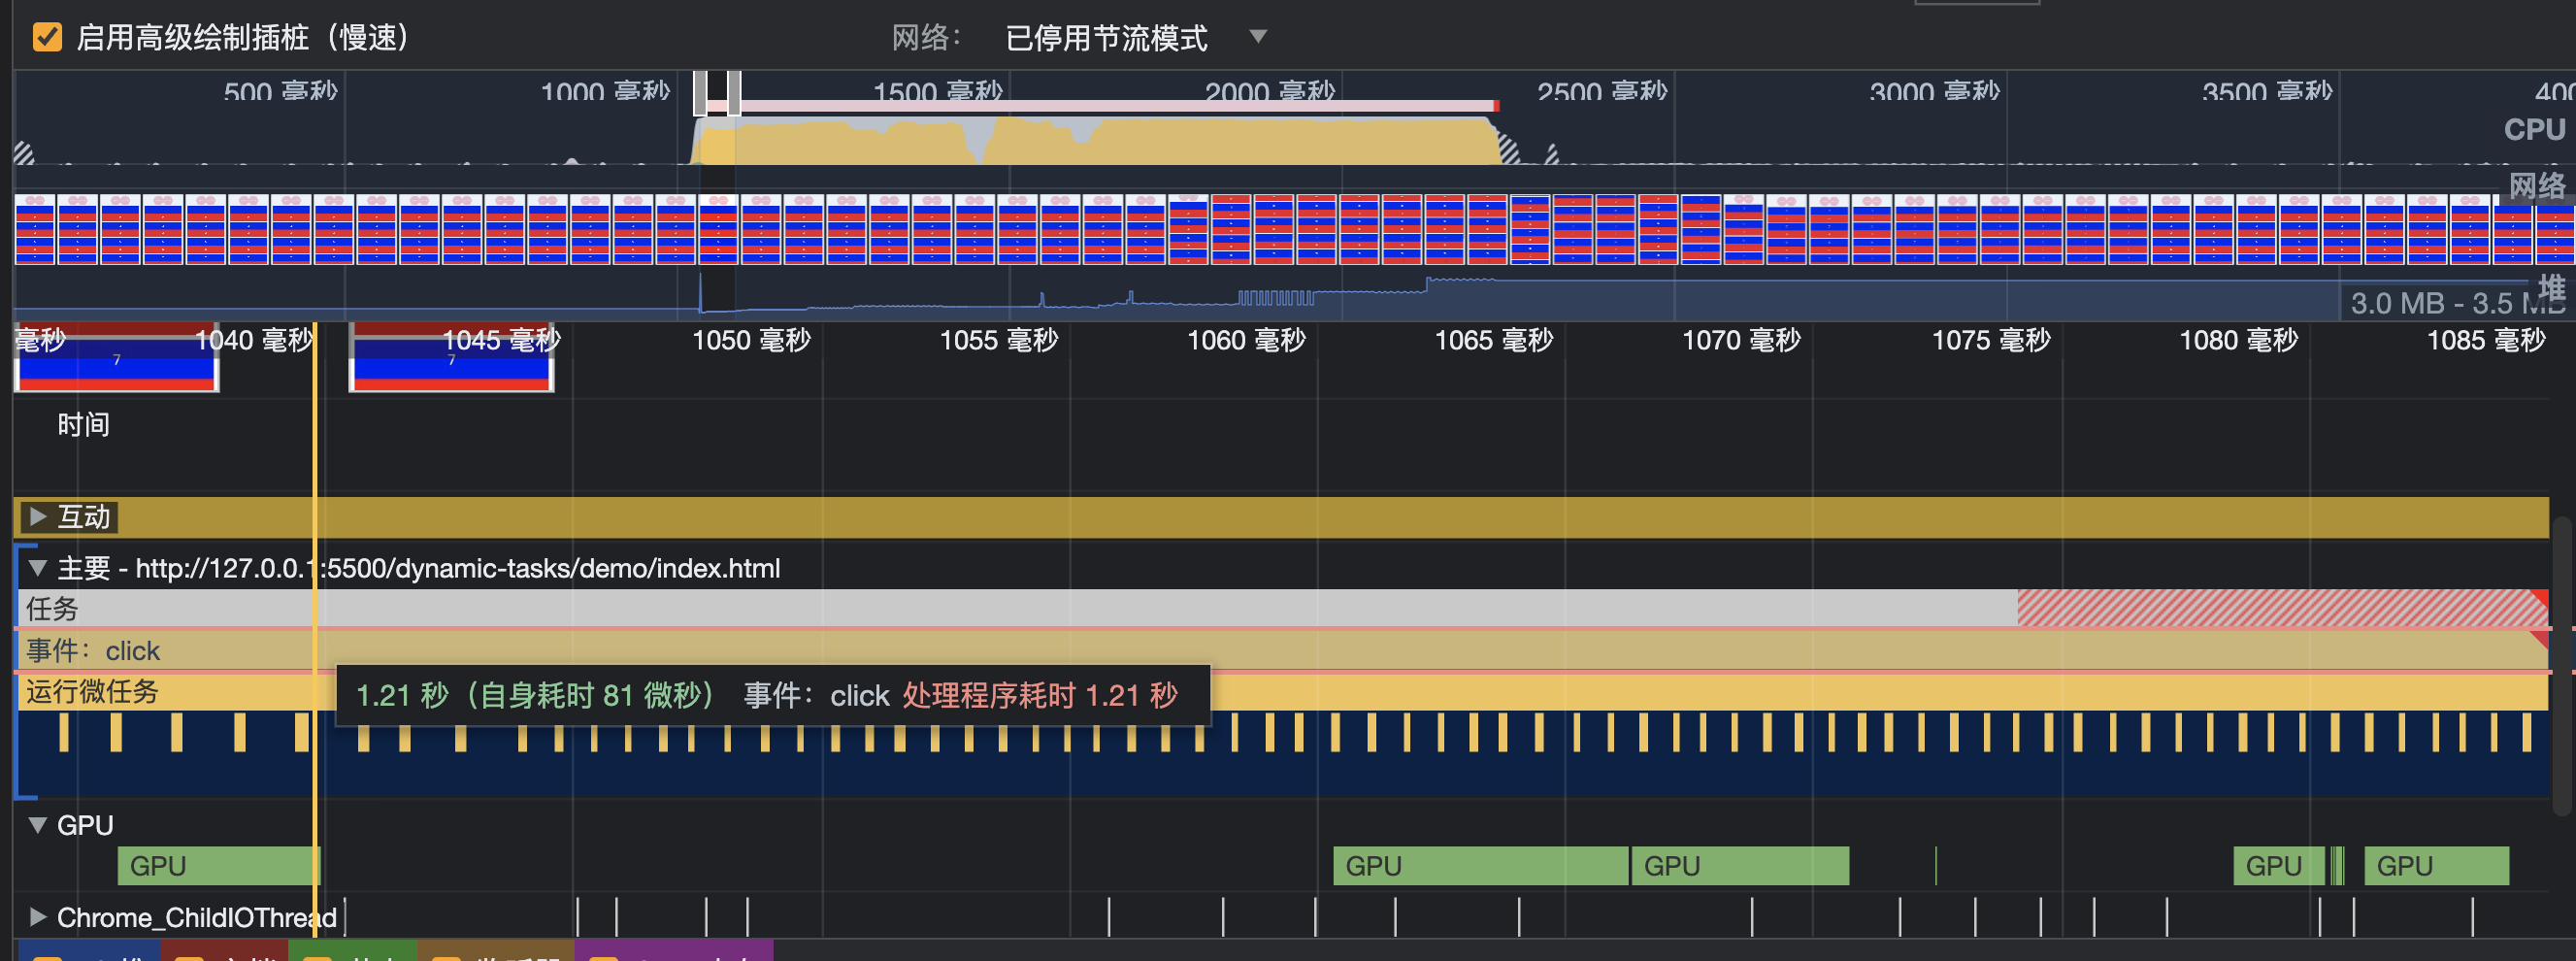 启用高级绘制插桩（慢速） 网络： 已停用节流模式
500 毫秒 1000 毫秒 1500 毫秒 2000 毫秒 2500 毫秒 3000 毫秒 3500 毫秒 400
CPU
网络
堆
3.0 MB - 3.5 MB
毫秒 1040 毫秒 1045 毫秒 1050 毫秒 1055 毫秒 1060 毫秒 1065 毫秒 1070 毫秒 1075 毫秒 1080 毫秒 1085 毫秒
7 7
时间
互动
主要 - http://127.0.0.1:5500/dynamic-tasks/demo/index.html
任务
事件：click
运行微任务
1.21 秒（自身耗时 81 微秒） 事件：click 处理程序耗时 1.21 秒
GPU
GPU GPU GPU GPU GPU
Chrome_ChildIOThread